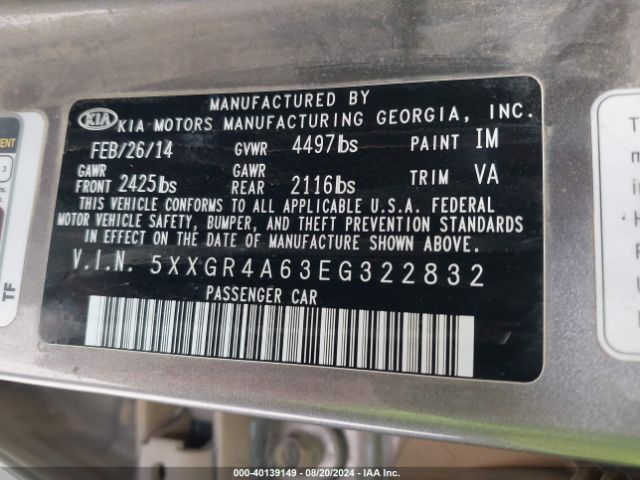 MANUFACTURED BY
KIA KIA MOTORS MANUFACTURING GEORGIA, INC.
FEB/26/14 GVWR 4497lbs PAINT IM
GAWR FRONT 2425lbs GAWR REAR 2116lbs TRIM VA
THIS VEHICLE CONFORMS TO ALL APPLICABLE U.S.A. FEDERAL
MOTOR VEHICLE SAFETY, BUMPER, AND THEFT PREVENTION STANDARDS
IN EFFECT ON THE DATE OF MANUFACTURE SHOWN ABOVE.
V.I.N. 5XXGR4A63EG322832
PASSENGER CAR
TF
000-40139149 - 08/20/2024 - IAA Inc.